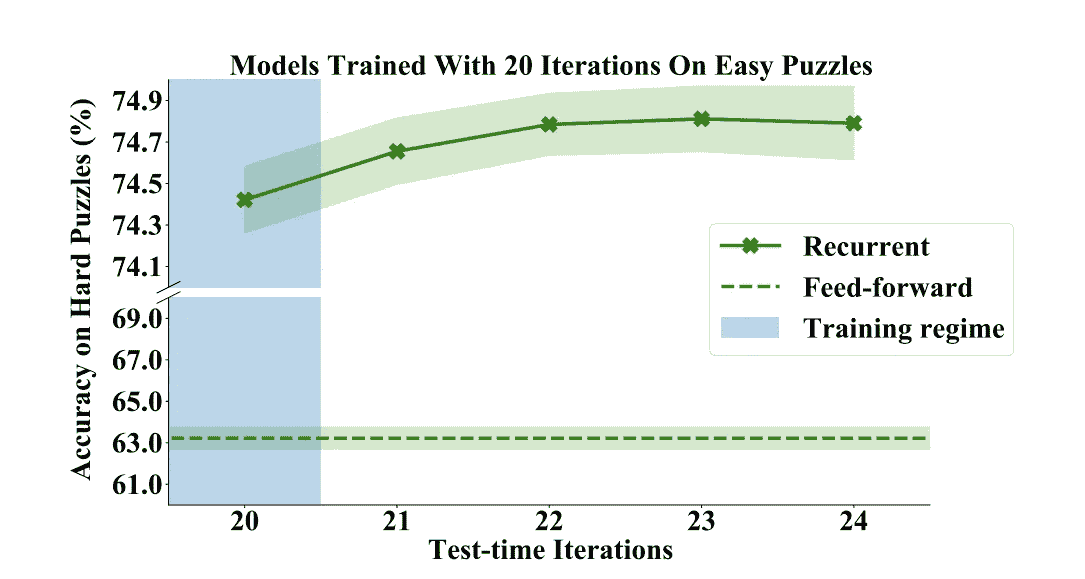 Models Trained With 20 Iterations On Easy Puzzles
Accuracy on Hard Puzzles (%)
74.9
74.7
74.5
74.3
74.1
69.0
67.0
65.0
63.0
61.0
Recurrent
Feed-forward
Training regime
20 21 22 23 24
Test-time Iterations